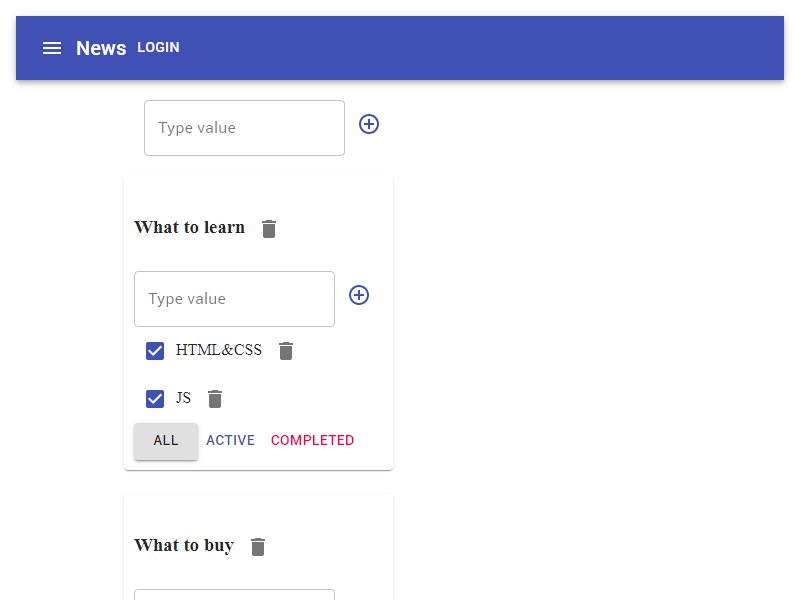 News LOGIN
Type value
What to learn
Type value
HTML&CSS
JS
ALL ACTIVE COMPLETED
What to buy